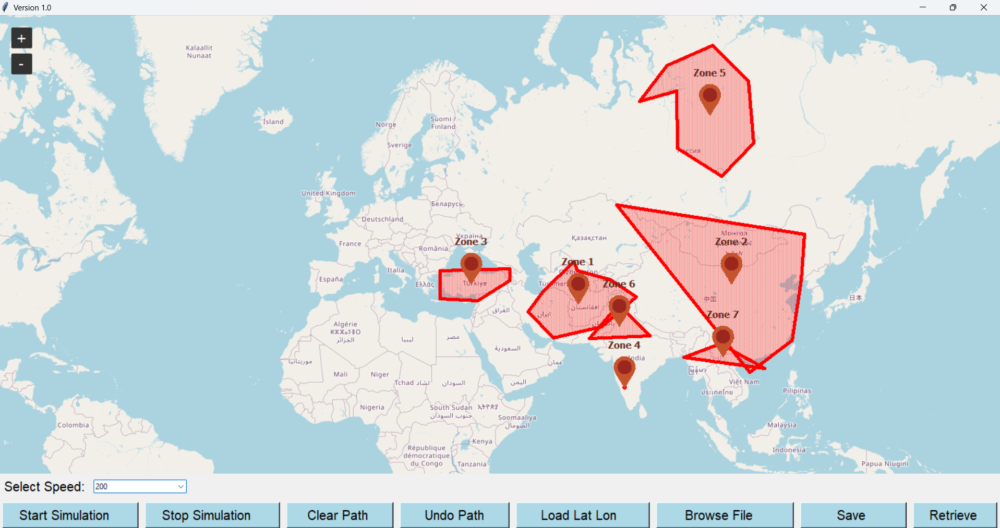 Version 1.0
+
-
Kalaallit
Nunaat
Zone 5
Ísland
Norge
Suomi /
Finland
Sverige
United Kingdom
Беларусь
Deutschland
Україна
Zone 3
France
România
Қазақстан
Монгол
Zone 2
Zone 1
Italia
España
Ελλάς
Türkiye
Zone 6
中国
日本
العراق
ایران
افغانستان
Zone 7
Algérie
ⵍⵣⵣⴰⵢⴻⵔ
الجزائر
ليبيا
مصر
السعودية
Zone 4
India
عمان
موريتانيا
Mali
Niger
Tchad تشاد
السودان
اليمن
မြန်မာ
Việt Nam
ประเทศไทย
Pilipinas
Nigeria
South Sudan
جنوب السودان
ኢትዮጵያ
Soomaaliya
الصومال
Colombia
Malaysia
Kenya
République
démocratique
du Congo
Tanzania
Indonesia
Papua Niugini
Select Speed:
200
Start Simulation
Stop Simulation
Clear Path
Undo Path
Load Lat Lon
Browse File
Save
Retrieve